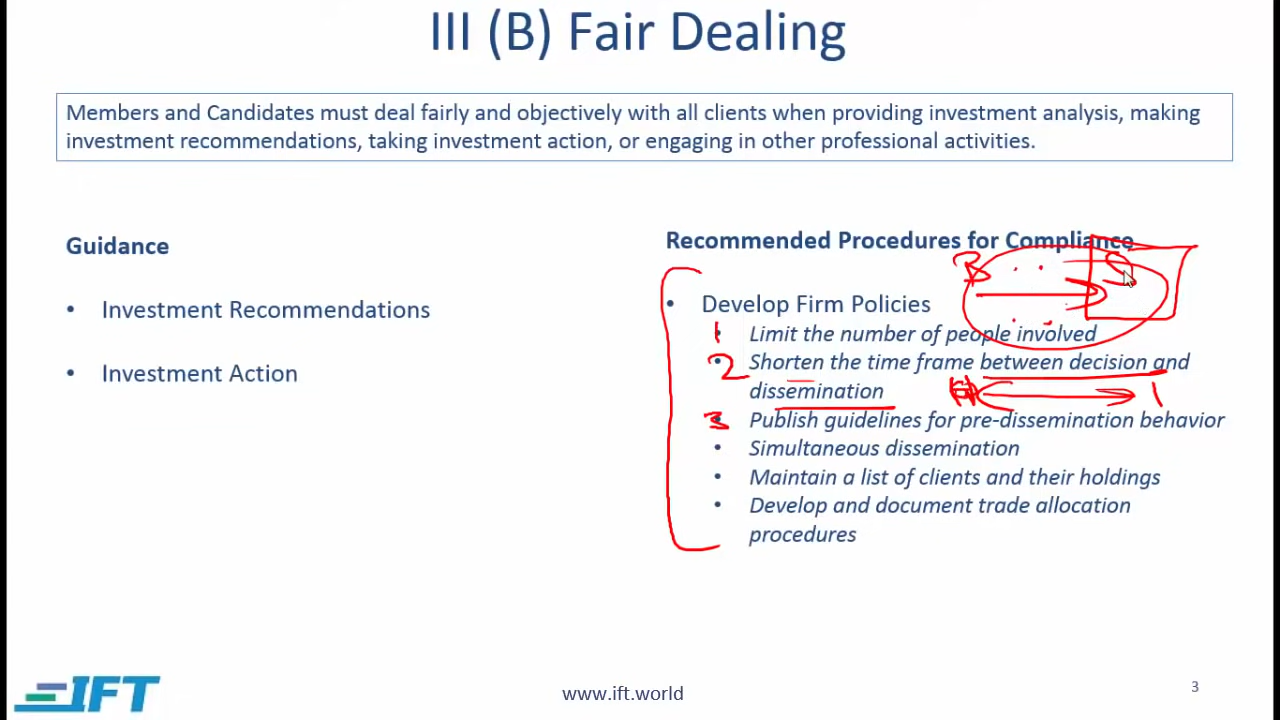 III (B) Fair Dealing
Members and Candidates must deal fairly and objectively with all clients when providing investment analysis, making
investment recommendations, taking investment action, or engaging in other professional activities.
Guidance
• Investment Recommendations
• Investment Action
Recommended Procedures for Compliance
B S
• Develop Firm Policies
1 • Limit the number of people involved
2 • Shorten the time frame between decision and
dissemination
3 • Publish guidelines for pre-dissemination behavior
• Simultaneous dissemination
• Maintain a list of clients and their holdings
• Develop and document trade allocation
procedures
IFT
www.ift.world
3